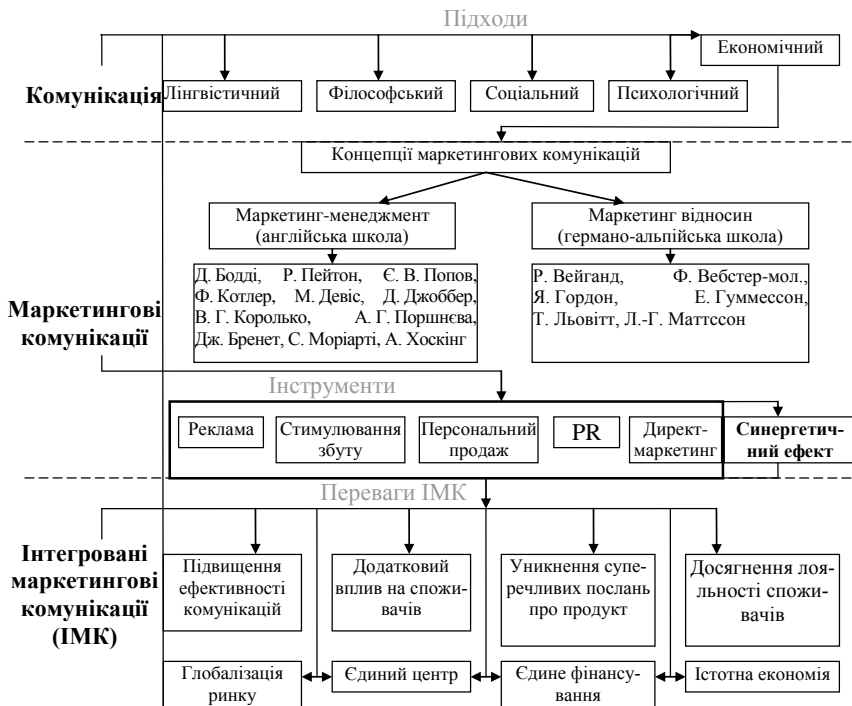 Підходи
Економічний
Комунікація
Лінгвістичний
Філософський
Соціальний
Психологічний
Концепції маркетингових комунікацій
Маркетинг-менеджмент
(англійська школа)
Маркетинг відносин
(германо-альпійська школа)
Д. Бодді, Р. Пейтон, Є. В. Попов,
Ф. Котлер, М. Девіс, Д. Джоббер,
В. Г. Королько, А. Г. Поршнєва,
Дж. Бренет, С. Моріарті, А. Хоскінг
Р. Вейганд, Ф. Вебстер-мол.,
Я. Гордон, Е. Гуммессон,
Т. Льовітт, Л.-Г. Маттссон
Маркетингові
комунікації
Інструменти
Реклама
Стимулювання
збуту
Персональний
продаж
PR
Директ-
маркетинг
Синергетич-
ний ефект
Переваги ІМК
Інтегровані
маркетингові
комунікації
(ІМК)
Підвищення
ефективності
комунікацій
Додатковий
вплив на спожи-
вачів
Уникнення супе-
речливих послань
про продукт
Досягнення лоя-
льності спожи-
вачів
Глобалізація
ринку
Єдиний центр
Єдине фінансу-
вання
Істотна економія